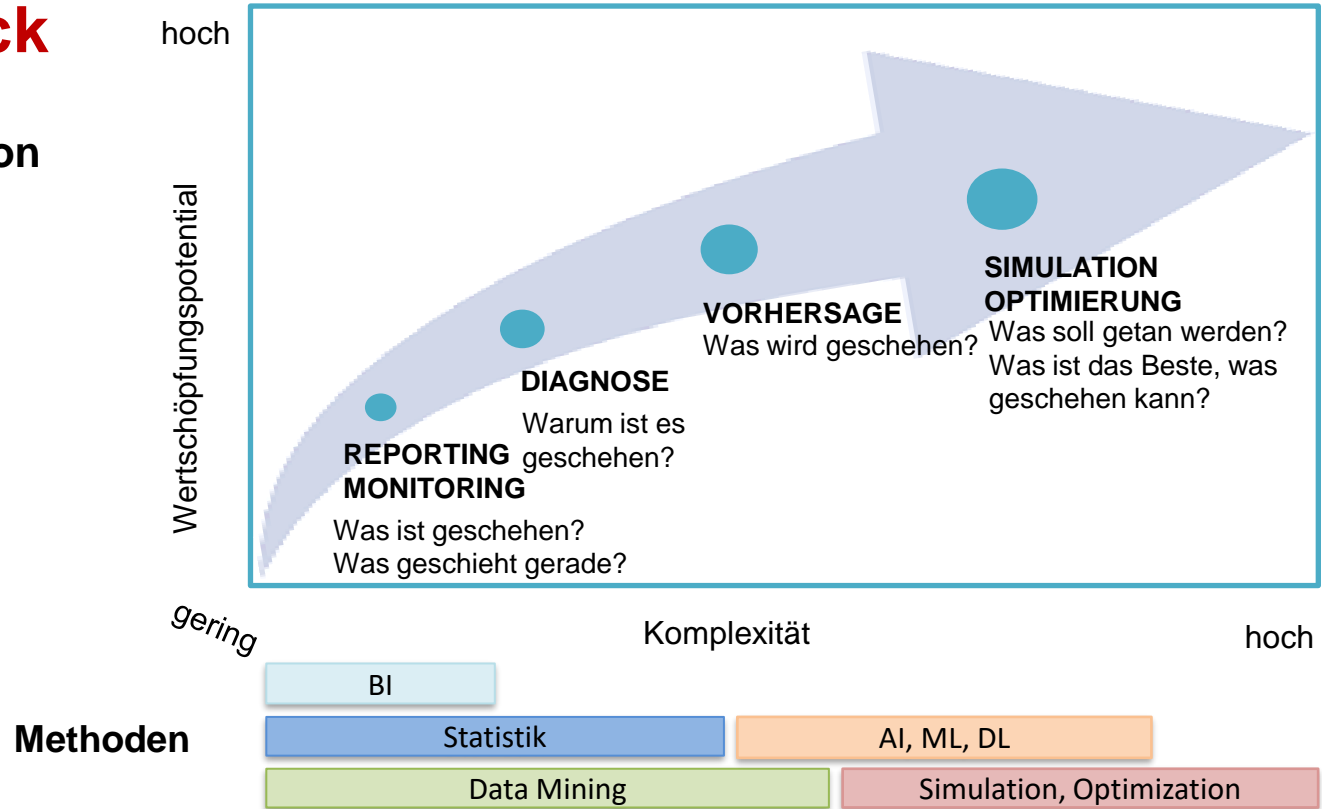 ck
on
hoch
Wertschöpfungspotential
SIMULATION
OPTIMIERUNG
Was soll getan werden?
Was ist das Beste, was
geschehen kann?
VORHERSAGE
Was wird geschehen?
DIAGNOSE
Warum ist es
geschehen?
REPORTING
MONITORING
Was ist geschehen?
Was geschieht gerade?
gering
Komplexität
hoch
BI
Methoden
Statistik
AI, ML, DL
Data Mining
Simulation, Optimization